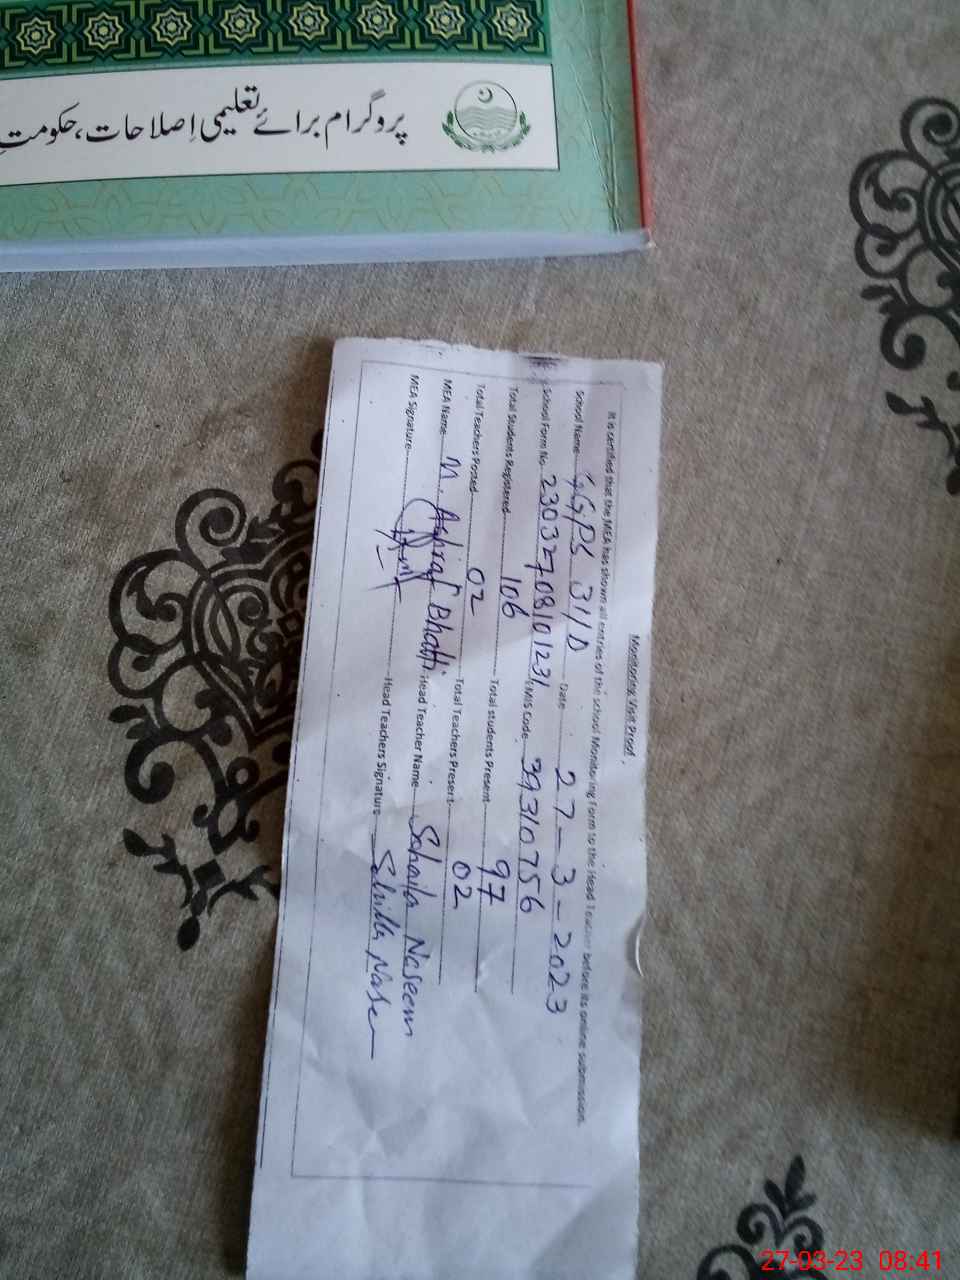 پروگرام برائے تعلیمی اِصلاحات، حکومتِ
Monitoring Visit Proof.
It is certified that the MEA has shown all entries of the school Monitoring Form to the Head Teacher before its online submission.
School Name GGPS 31/D Date 27-3-2023
School Form No. 23032708101231 EMIS Code 39310756
Total Students Registered 106 Total students Present 97
Total Teachers Posted 02 Total Teachers Present 02
MEA Name M. Ashraf Bhatti Head Teacher Name Sohaila Naseem
MEA Signature Head Teachers Signature
27-03-23 08:41